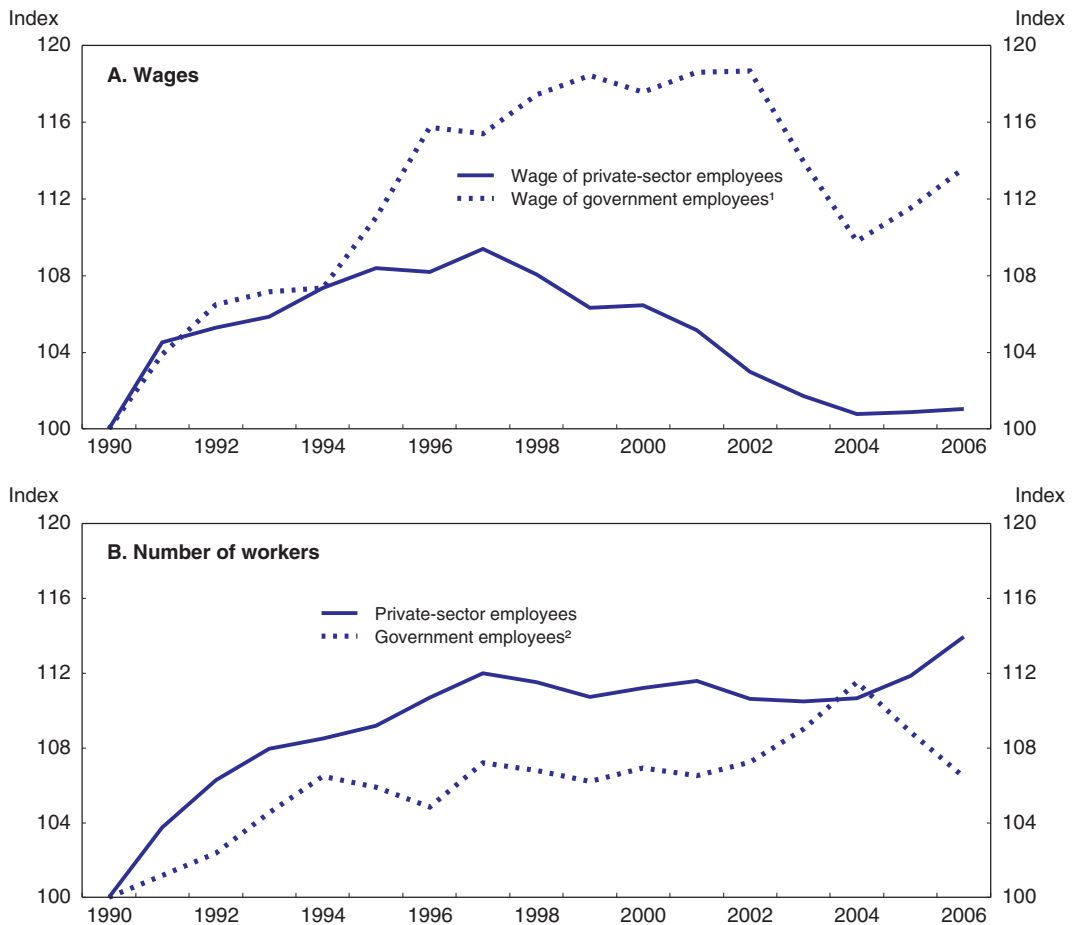 Index Index
120 120
A. Wages
116 116
Wage of private-sector employees
112 112
Wage of government employees¹
108 108
104 104
100 100
1990 1992 1994 1996 1998 2000 2002 2004 2006
Index Index
120 120
B. Number of workers
116 116
Private-sector employees
Government employees²
112 112
108 108
104 104
100 100
1990 1992 1994 1996 1998 2000 2002 2004 2006